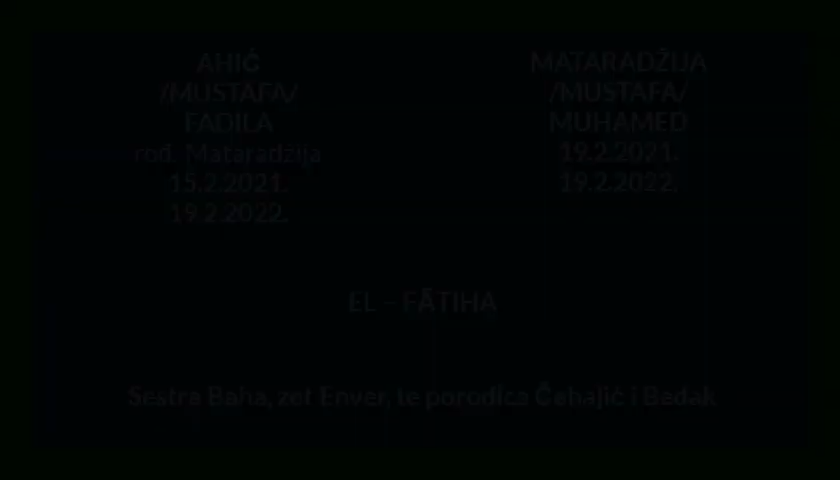 AHIĆ
/MUSTAFA/
FADILA
rođ. Mataradžija
15.2.2021.
19.2.2022.
MATARADŽIJA
/MUSTAFA/
MUHAMED
19.2.2021.
19.2.2022.
EL - FĀTIHA
Sestra Baha, zet Enver, te porodica Čehajić i Badak